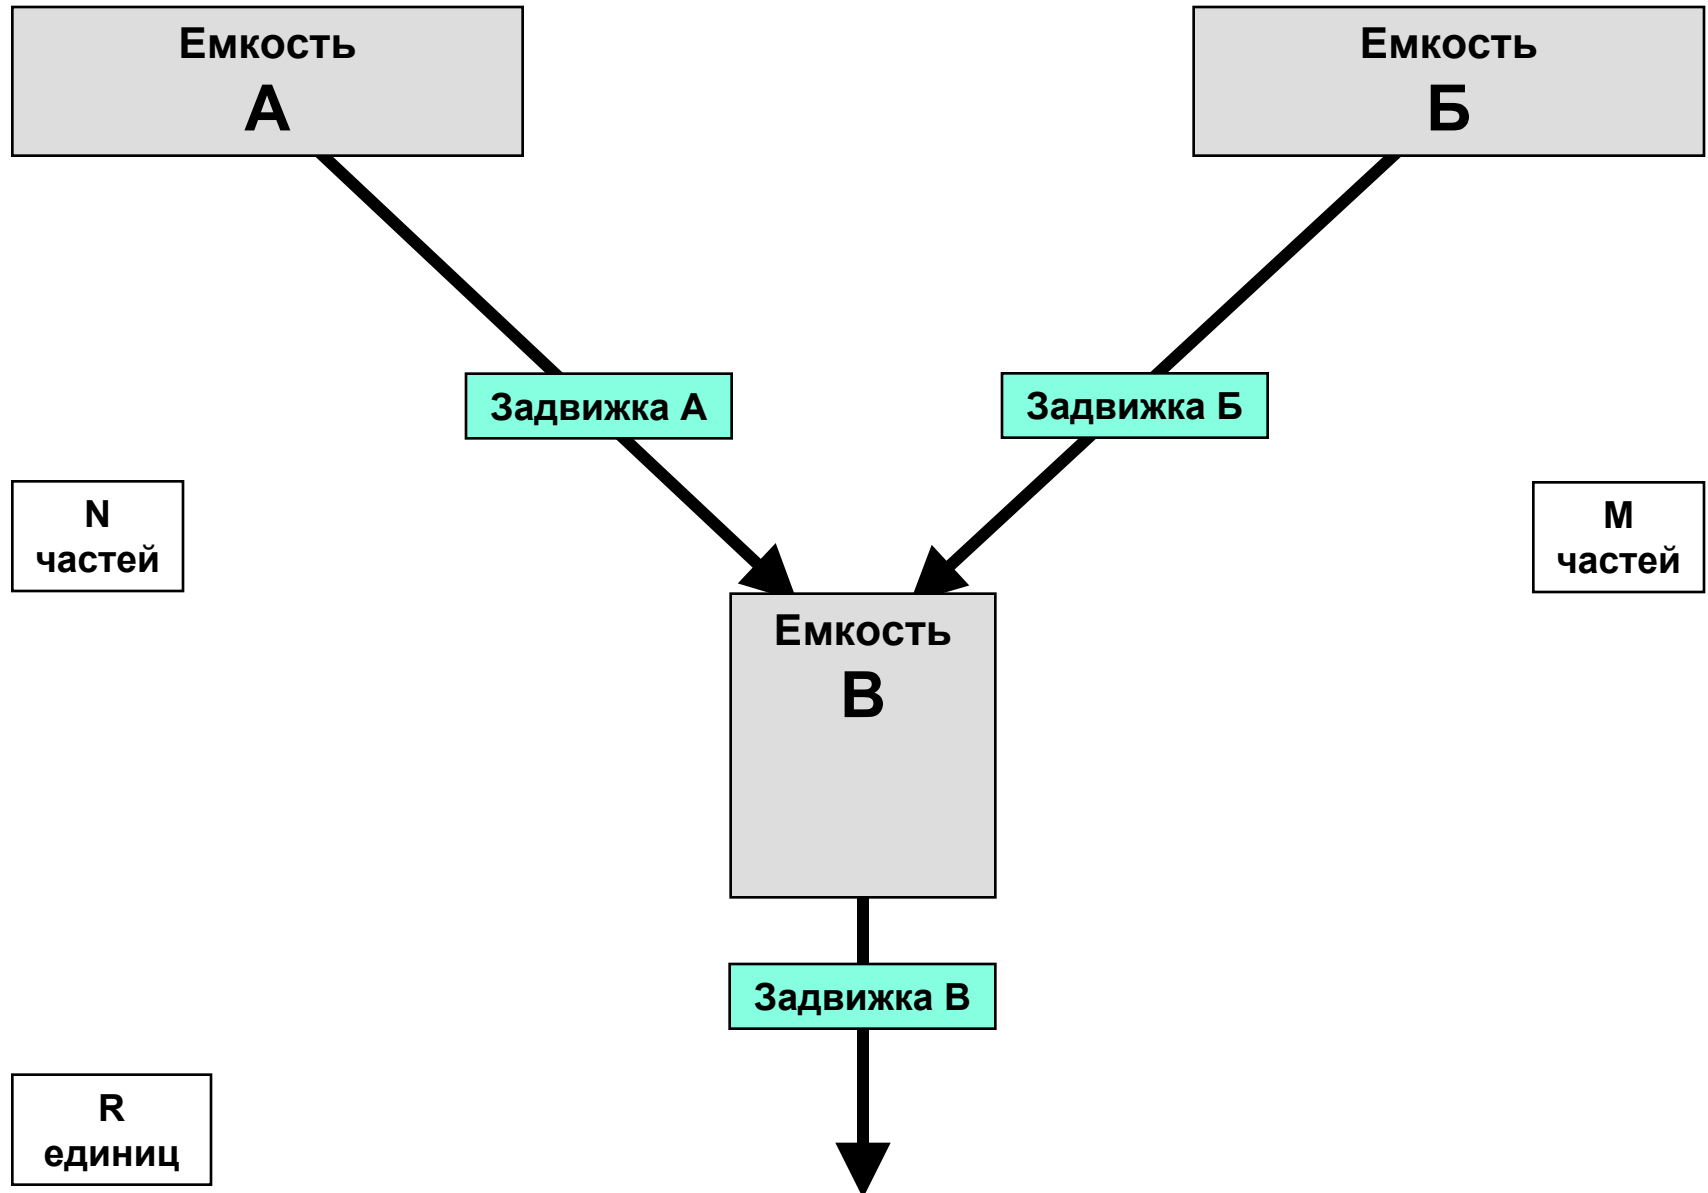 Емкость
А
Емкость
Б
Задвижка А
Задвижка Б
N
частей
М
частей
Емкость
В
Задвижка В
R
единиц